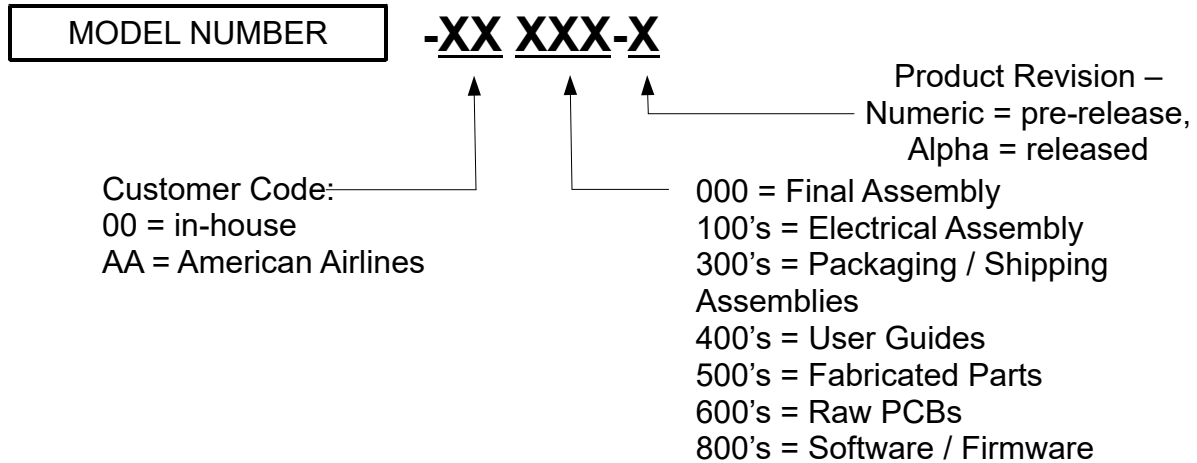 MODEL NUMBER -XX XXX-X
Product Revision –
Numeric = pre-release,
Alpha = released
Customer Code:
00 = in-house
AA = American Airlines
000 = Final Assembly
100’s = Electrical Assembly
300’s = Packaging / Shipping
Assemblies
400’s = User Guides
500’s = Fabricated Parts
600’s = Raw PCBs
800’s = Software / Firmware